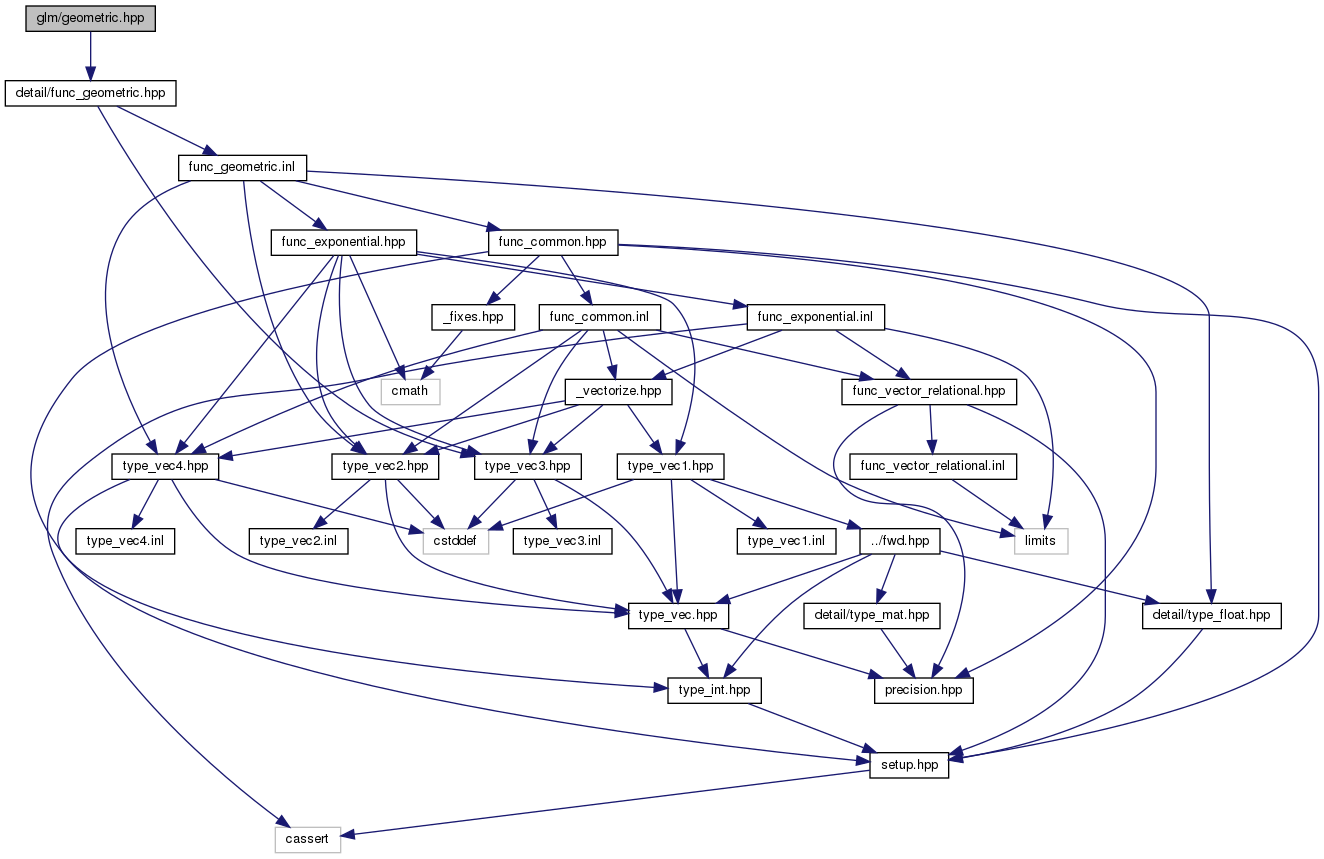 glm/geometric.hpp
detail/func_geometric.hpp
func_geometric.inl
func_exponential.hpp
func_common.hpp
_fixes.hpp
func_common.inl
func_exponential.inl
cmath
_vectorize.hpp
func_vector_relational.hpp
type_vec4.hpp
type_vec2.hpp
type_vec3.hpp
type_vec1.hpp
func_vector_relational.inl
type_vec4.inl
type_vec2.inl
cstddef
type_vec3.inl
type_vec1.inl
../fwd.hpp
limits
type_vec.hpp
detail/type_mat.hpp
detail/type_float.hpp
type_int.hpp
precision.hpp
setup.hpp
cassert